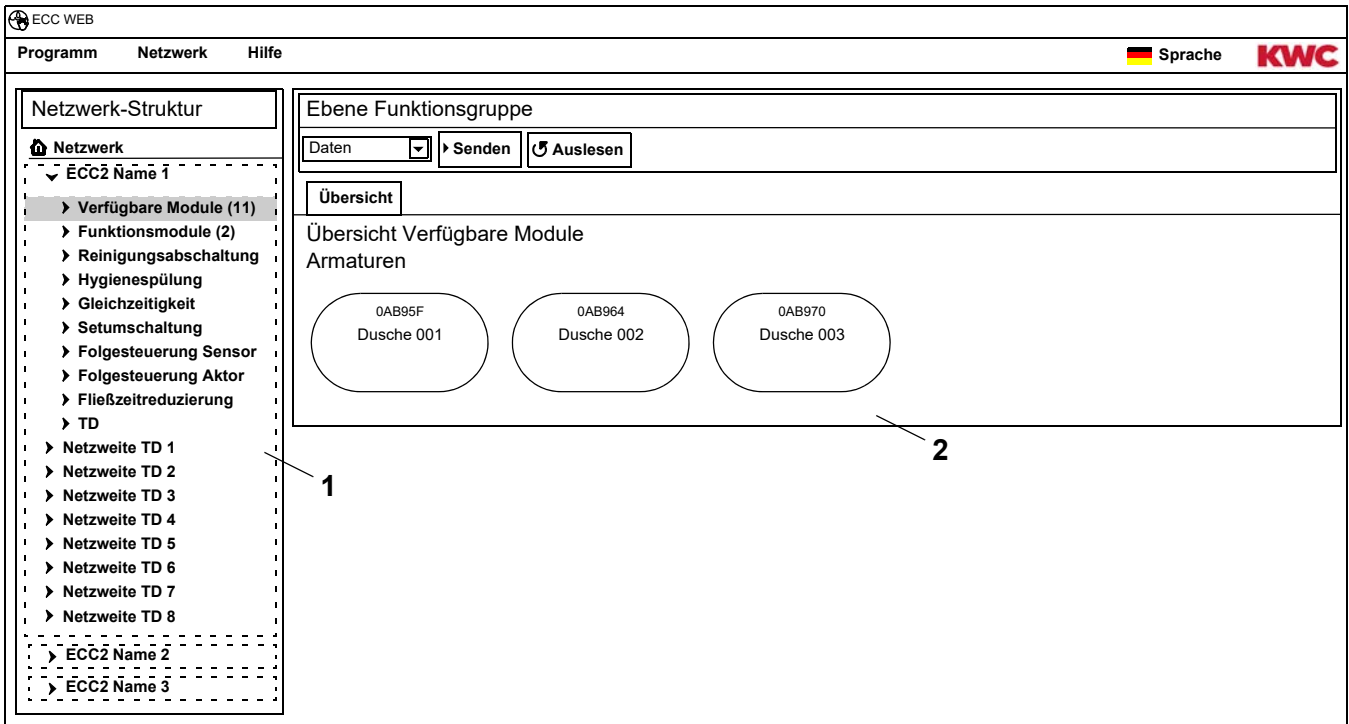 ECC WEB
Programm Netzwerk Hilfe Sprache KWC
Netzwerk-Struktur
Netzwerk
ECC2 Name 1
Verfügbare Module (11)
Funktionsmodule (2)
Reinigungsabschaltung
Hygienespülung
Gleichzeitigkeit
Setumschaltung
Folgesteuerung Sensor
Folgesteuerung Aktor
Fließzeitreduzierung
TD
Netzweite TD 1
Netzweite TD 2
Netzweite TD 3
Netzweite TD 4
Netzweite TD 5
Netzweite TD 6
Netzweite TD 7
Netzweite TD 8
ECC2 Name 2
ECC2 Name 3
1
Ebene Funktionsgruppe
Daten Senden Auslesen
Übersicht
Übersicht Verfügbare Module
Armaturen
0AB95F
Dusche 001
0AB964
Dusche 002
0AB970
Dusche 003
2